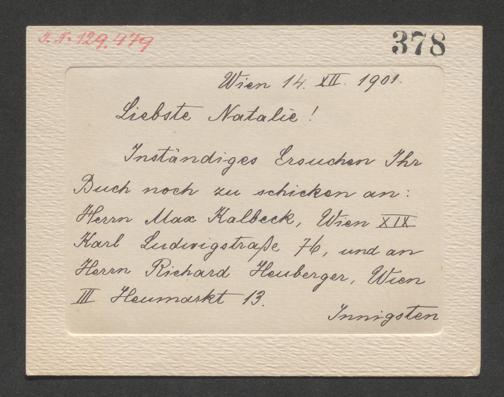 J. N. 129.479
378
Wien 14. XII. 1901.
Liebste Natalie!
Inständiges Ersuchen Ihr
Buch noch zu schicken an:
Herrn Max Kalbeck, Wien XIX
Karl Ludwigstraße 76, und an
Herrn Richard Heuberger, Wien
III Heumarkt 13.
Innigsten